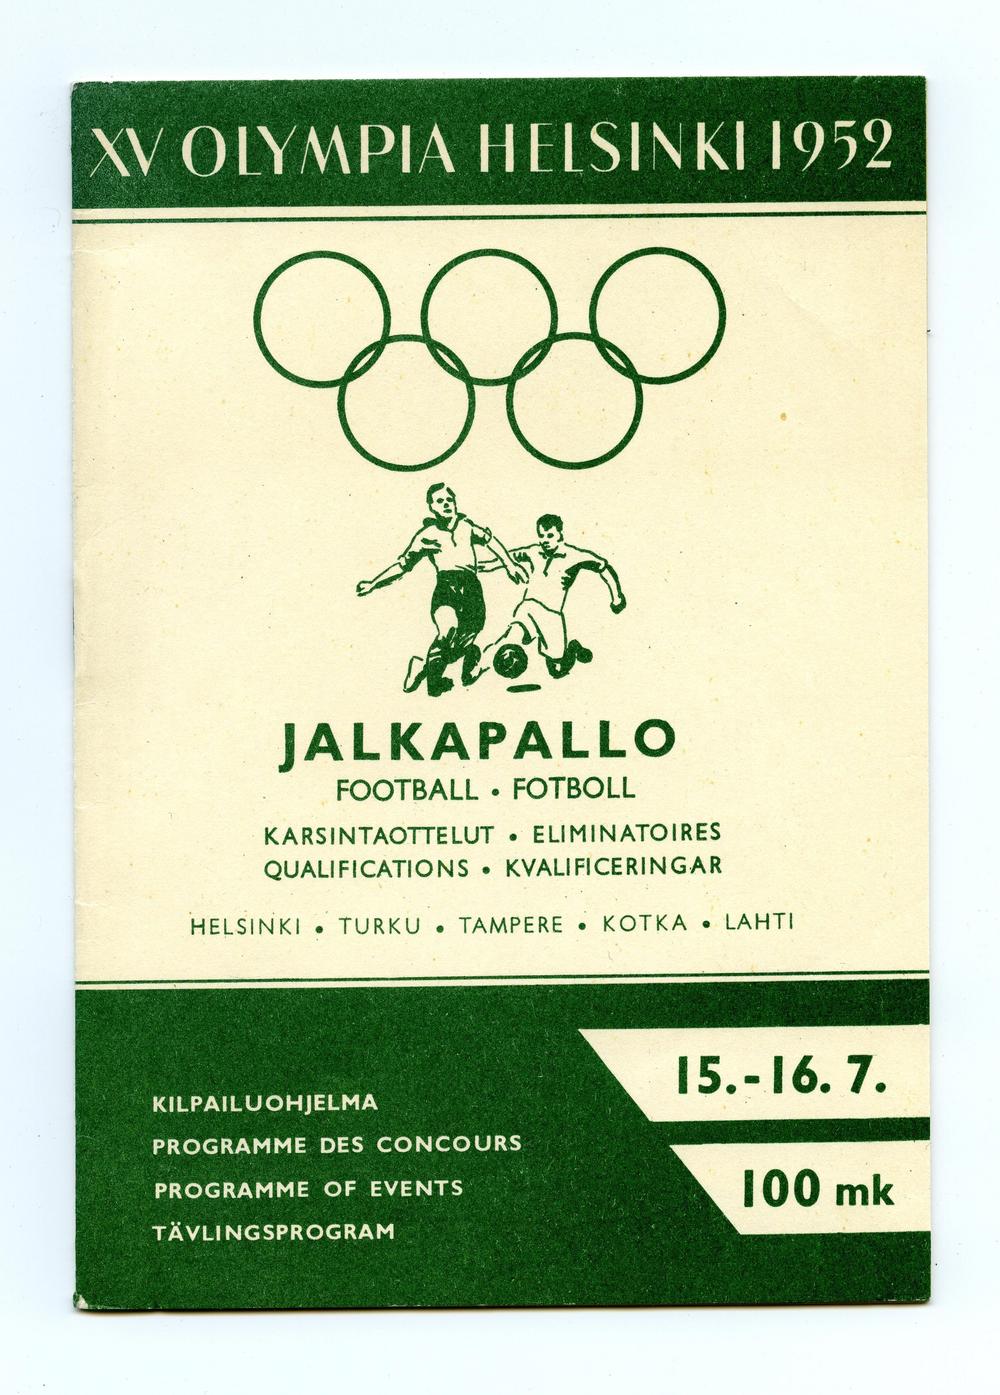 XV OLYMPIA HELSINKI 1952
JALKAPALLO
FOOTBALL • FOTBOLL
KARSINTAOTTELUT • ELIMINATOIRES
QUALIFICATIONS • KVALIFICERINGAR
HELSINKI • TURKU • TAMPERE • KOTKA • LAHTI
15.-16. 7.
KILPAILUOHJELMA
PROGRAMME DES CONCOURS
PROGRAMME OF EVENTS
TÄVLINGSPROGRAM
100 mk